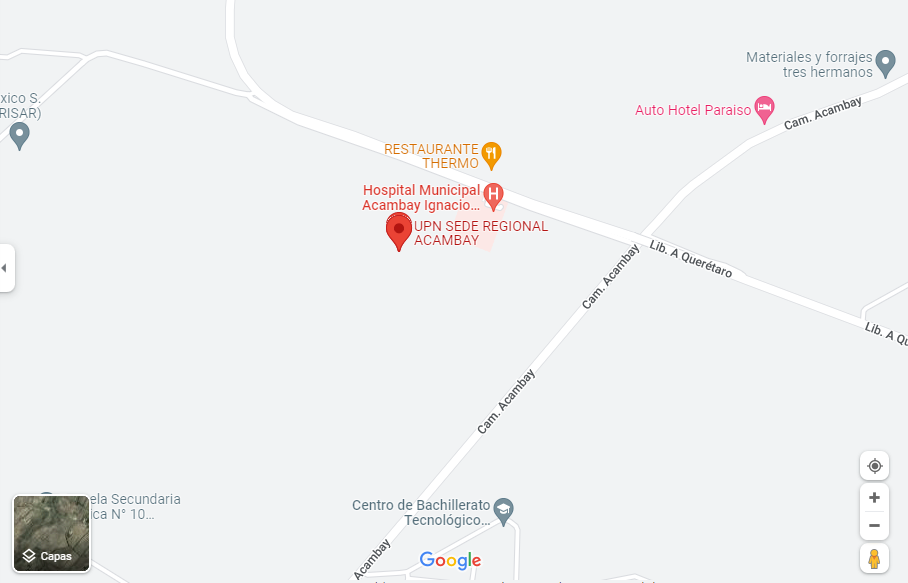 Materiales y forrajes
tres hermanos
xico S.
RISAR)
Auto Hotel Paraiso
Cam. Acambay
RESTAURANTE
THERMO
Hospital Municipal
Acambay Ignacio...
UPN SEDE REGIONAL
ACAMBAY
Lib. A Querétaro
Cam. Acambay
Lib. A Qu
Cam. Acambay
ela Secundaria
ca N° 10...
Centro de Bachillerato
Tecnológico...
Acambay
Capas
Google